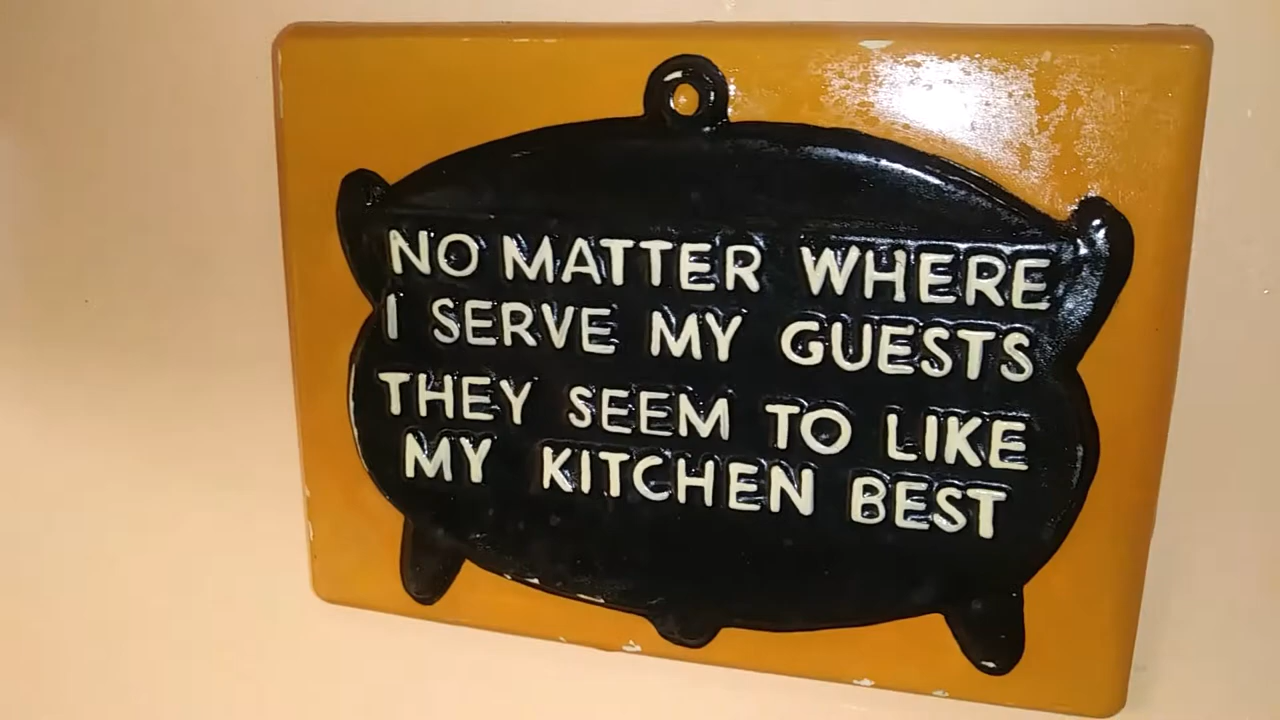 NO MATTER WHERE
I SERVE MY GUESTS
THEY SEEM TO LIKE
MY KITCHEN BEST